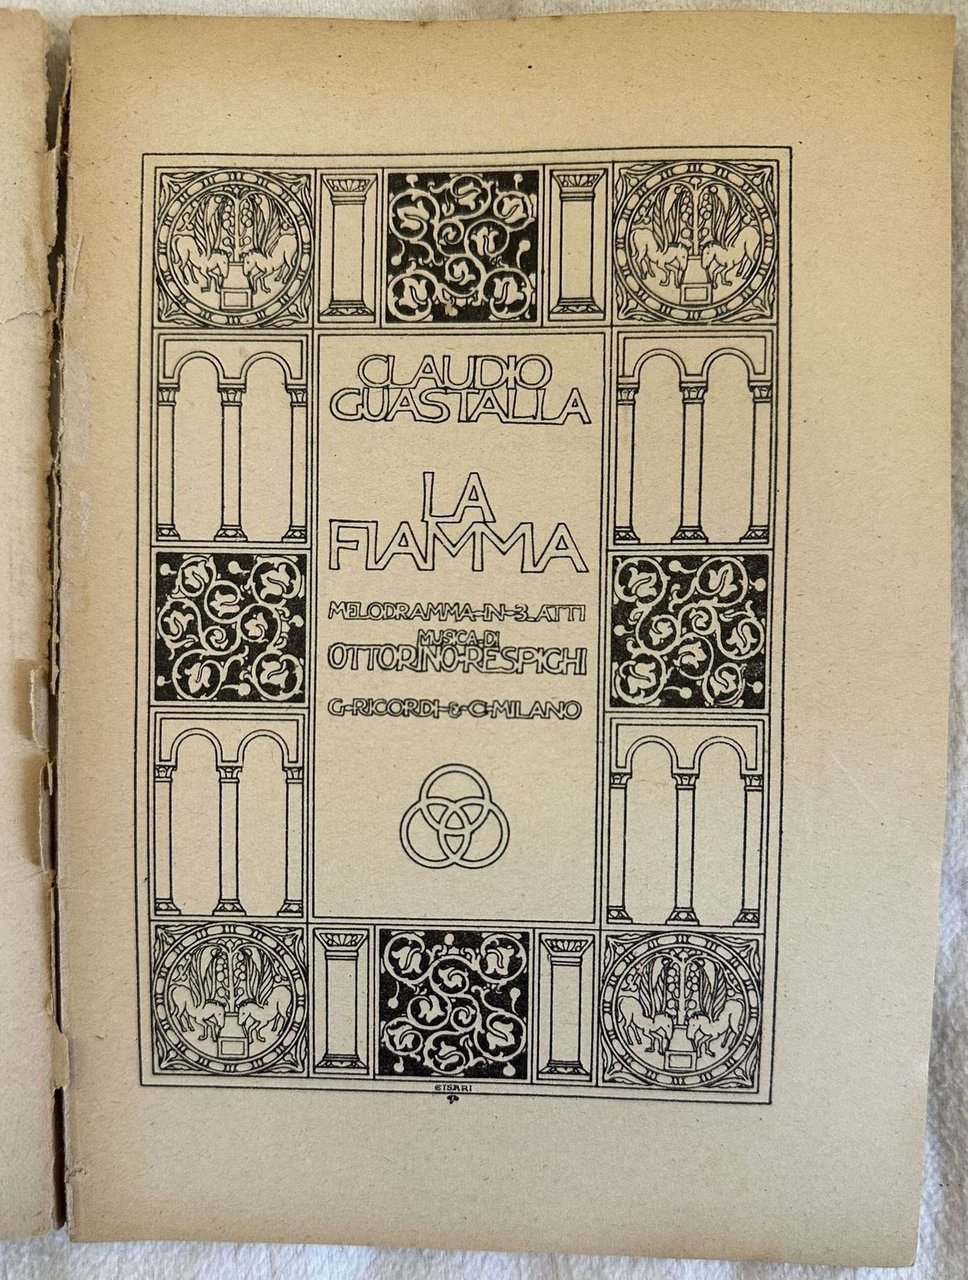 CLAUDIO
GUASTALLA
LA
FIAMMA
MELODRAMMA-IN-3-ATTI
MUSICA-DI
OTTORINO-RESPIGHI
G-RICORDI-&-C-MILANO
CISARI